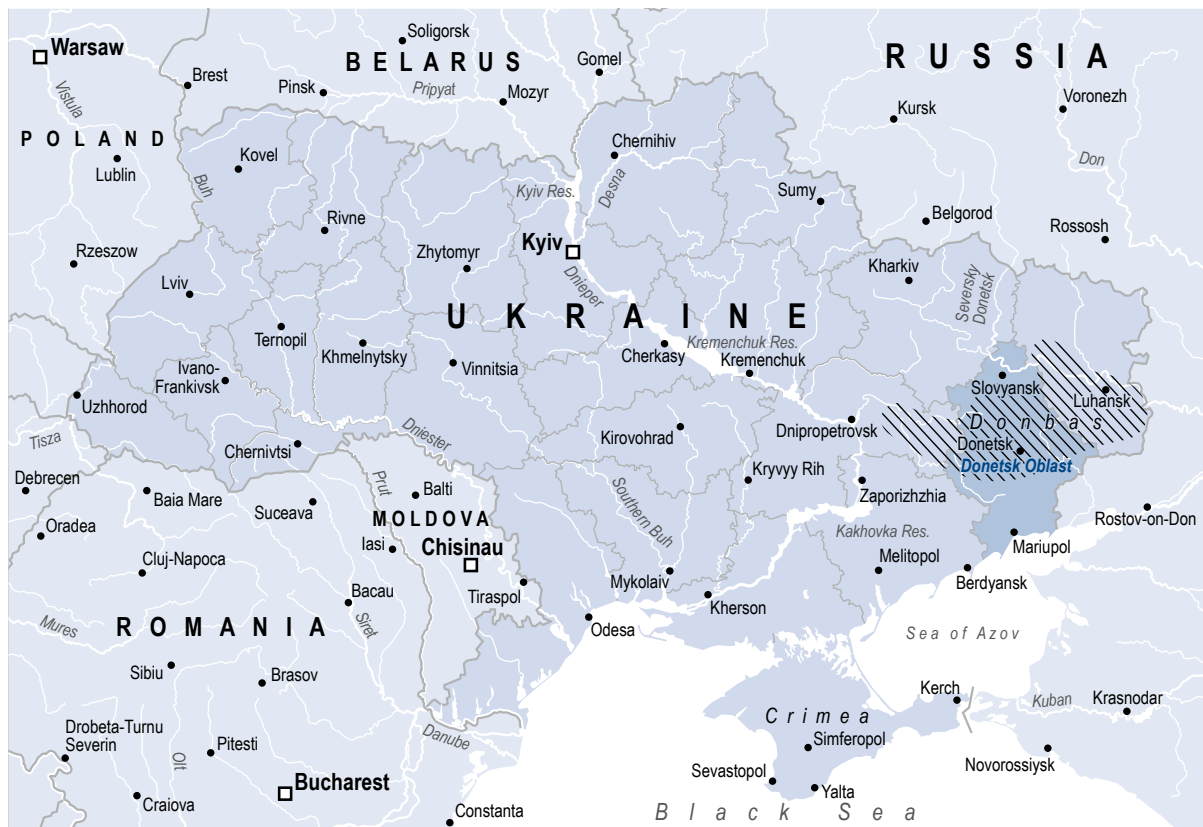 Soligorsk
Warsaw
BELARUS
Gomel
RUSSIA
Brest
Pinsk
Pripyat
Mozyr
Vistula
Kursk
Voronezh
POLAND
Lublin
Kovel
Chernihiv
Don
Buh
Kyiv Res.
Desna
Sumy
Rivne
Belgorod
Rossosh
Rzeszow
Zhytomyr
Kyiv
Kharkiv
Lviv
Dnieper
Seversky
Donetsk
UKRAINE
Ternopil
Khmelnytsky
Cherkasy
Kremenchuk Res.
Kremenchuk
Ivano-
Frankivsk
Vinnitsia
Slovyansk
Luhansk
Uzhhorod
Dnipropetrovsk
Donbas
Tisza
Chernivtsi
Dniester
Kirovohrad
Donetsk
Donetsk Oblast
Debrecen
Baia Mare
Suceava
Prut
Balti
Southern Buh
Kryvyy Rih
Zaporizhzhia
Oradea
MOLDOVA
Iasi
Chisinau
Kakhovka Res.
Rostov-on-Don
Cluj-Napoca
Melitopol
Mariupol
Bacau
Tiraspol
Mykolaiv
Berdyansk
Kherson
Mures
ROMANIA
Siret
Odesa
Sea of Azov
Sibiu
Brasov
Kerch
Kuban
Krasnodar
Drobeta-Turnu
Severin
Olt
Pitesti
Danube
Crimea
Simferopol
Novorossiysk
Bucharest
Sevastopol
Yalta
Craiova
Constanta
Black Sea